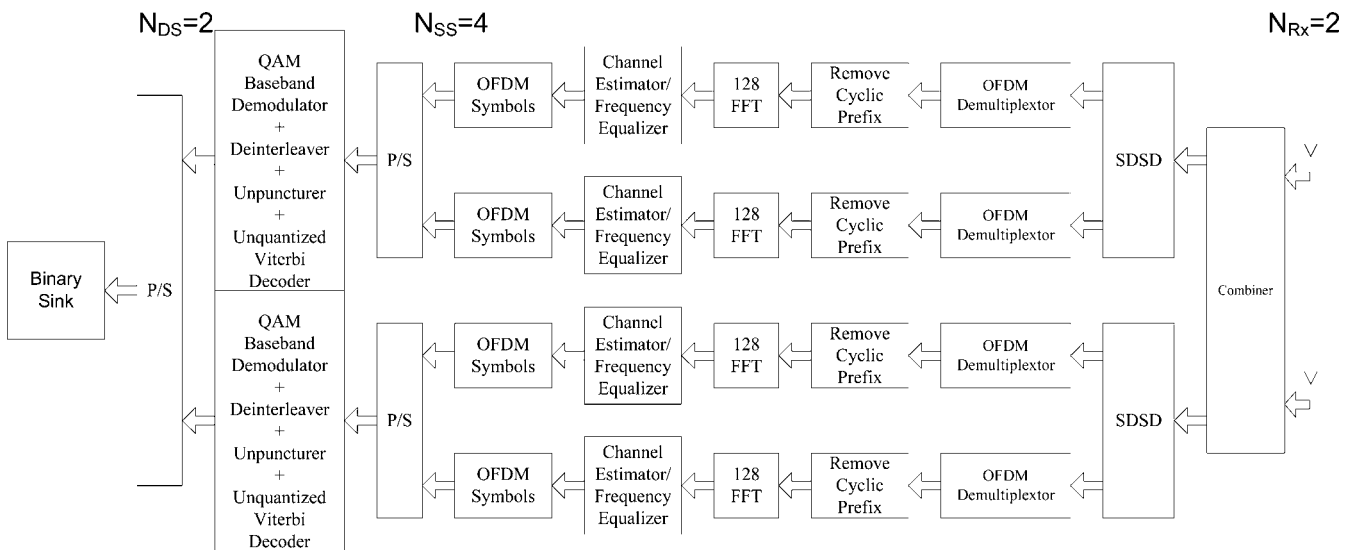 N_DS=2
N_SS=4
N_Rx=2
QAM
Baseband
Demodulator
+
Deinterleaver
+
Unpuncturer
+
Unquantized
Viterbi
Decoder
P/S
OFDM
Symbols
Channel
Estimator/
Frequency
Equalizer
128
FFT
Remove
Cyclic
Prefix
OFDM
Demultiplextor
SDSD
OFDM
Symbols
Channel
Estimator/
Frequency
Equalizer
128
FFT
Remove
Cyclic
Prefix
OFDM
Demultiplextor
Binary
Sink
P/S
Combiner
QAM
Baseband
Demodulator
+
Deinterleaver
+
Unpuncturer
+
Unquantized
Viterbi
Decoder
P/S
OFDM
Symbols
Channel
Estimator/
Frequency
Equalizer
128
FFT
Remove
Cyclic
Prefix
OFDM
Demultiplextor
SDSD
OFDM
Symbols
Channel
Estimator/
Frequency
Equalizer
128
FFT
Remove
Cyclic
Prefix
OFDM
Demultiplextor